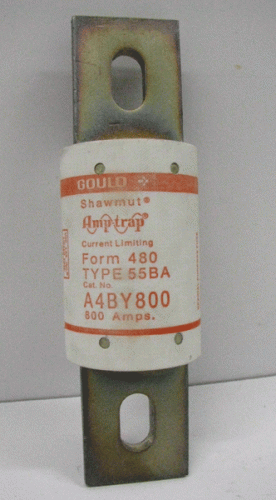 GOULD
Shawmut®
Amp-trap®
Current Limiting
Form 480
TYPE 55BA
Cat. No.
A4BY800
800 Amps.